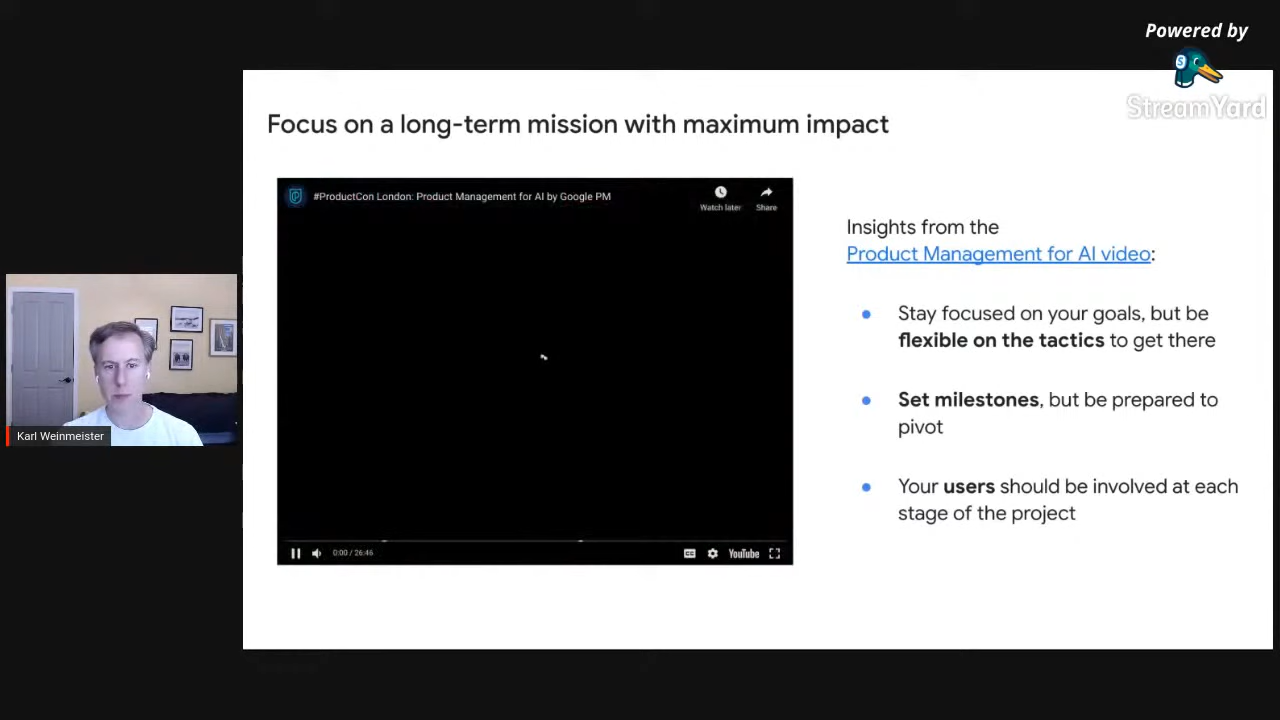 Powered by
StreamYard
Focus on a long-term mission with maximum impact
#ProductCon London: Product Management for AI by Google PM
Watch later
Share
0:00 / 26:46
CC
YouTube
Insights from the
Product Management for AI video:
Stay focused on your goals, but be
flexible on the tactics to get there
Set milestones, but be prepared to
pivot
Your users should be involved at each
stage of the project
Karl Weinmeister